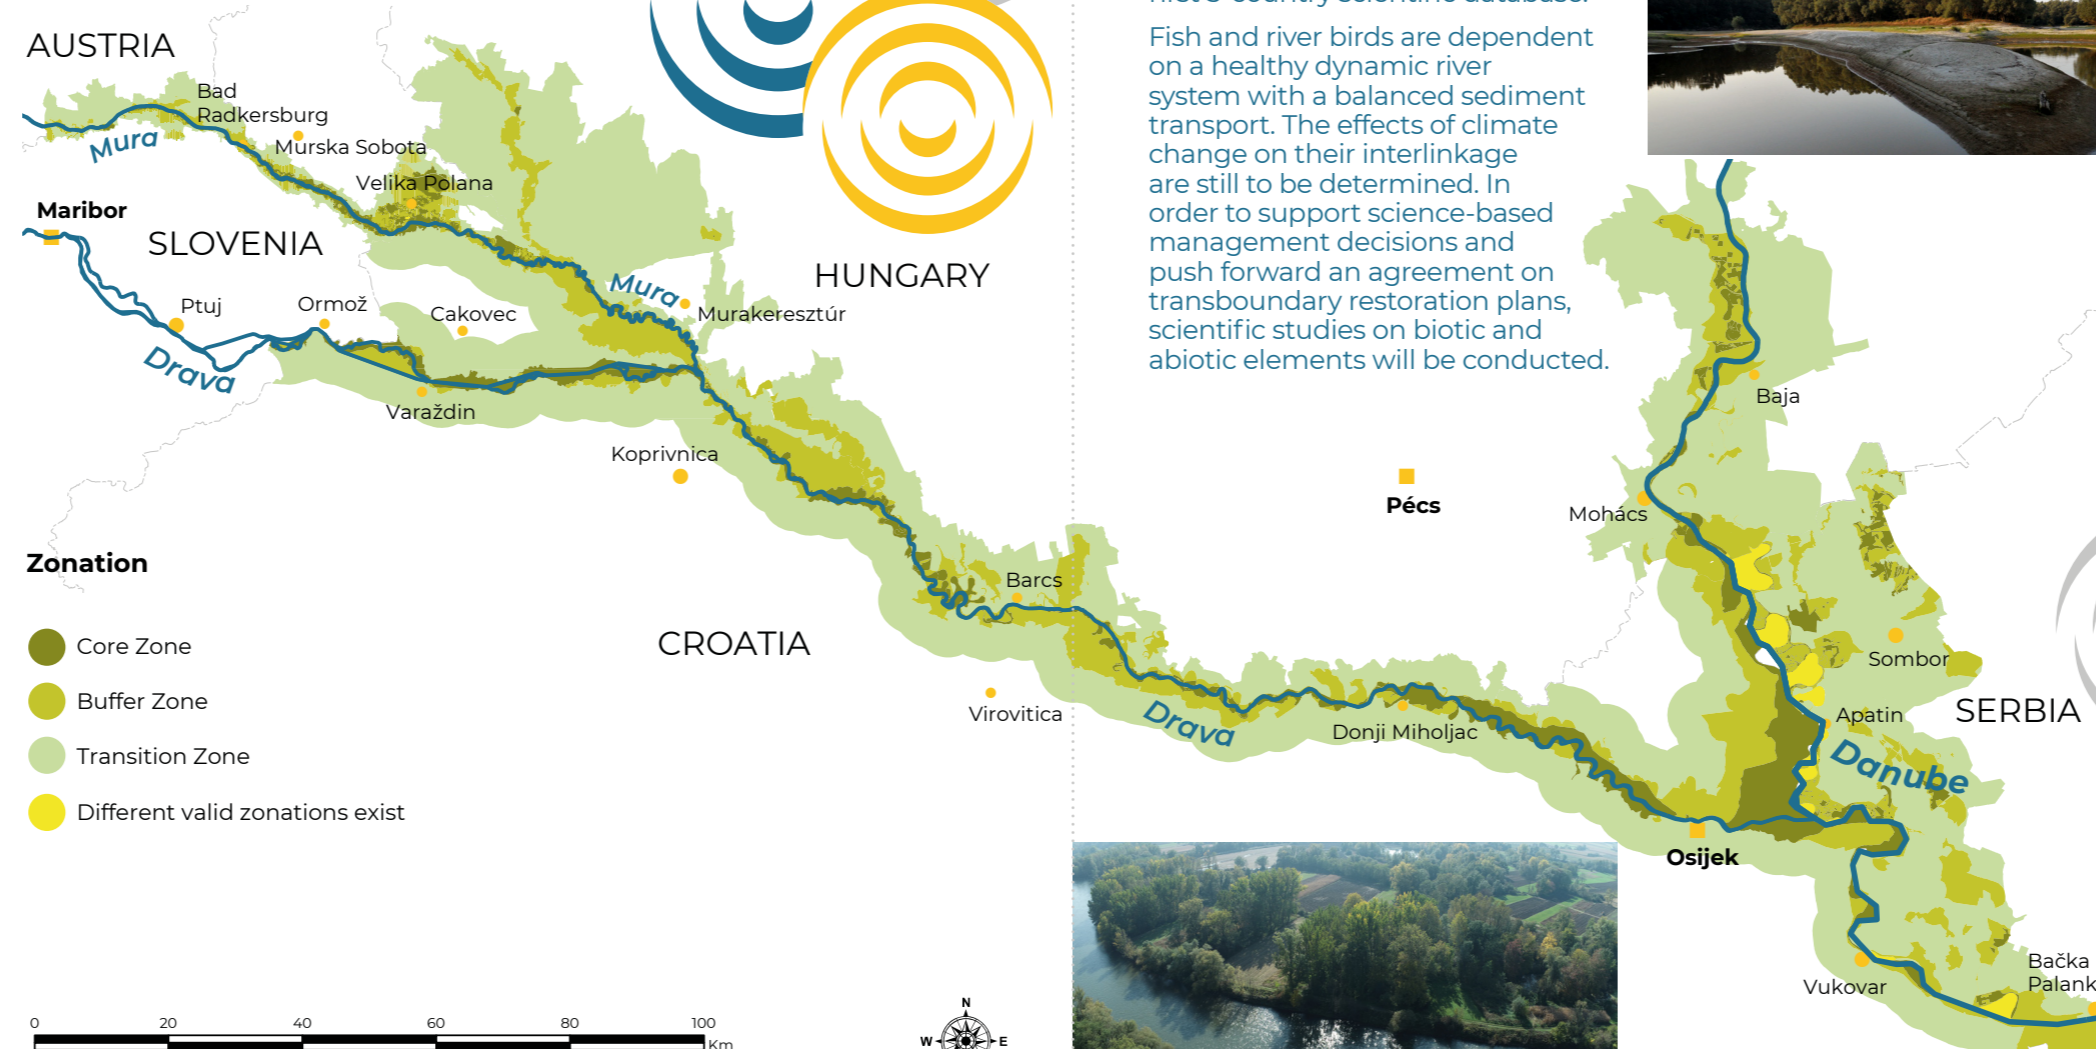 Fish and river birds are dependent
on a healthy dynamic river
system with a balanced sediment
transport. The effects of climate
change on their interlinkage
are still to be determined. In
order to support science-based
management decisions and
push forward an agreement on
transboundary restoration plans,
scientific studies on biotic and
abiotic elements will be conducted.
AUSTRIA
Bad
Radkersburg
Mura
Murska Sobota
Velika Polana
Maribor
SLOVENIA
HUNGARY
Mura
Ptuj
Ormož
Cakovec
Murakeresztúr
Drava
Varaždin
Koprivnica
Baja
Pécs
Mohács
Zonation
Core Zone
Buffer Zone
Transition Zone
Different valid zonations exist
Barcs
CROATIA
Virovitica
Drava
Donji Miholjac
Sombor
SERBIA
Apatin
Danube
Osijek
Vukovar
Bačka
Palank
0 20 40 60 80 100
Km
N
W E